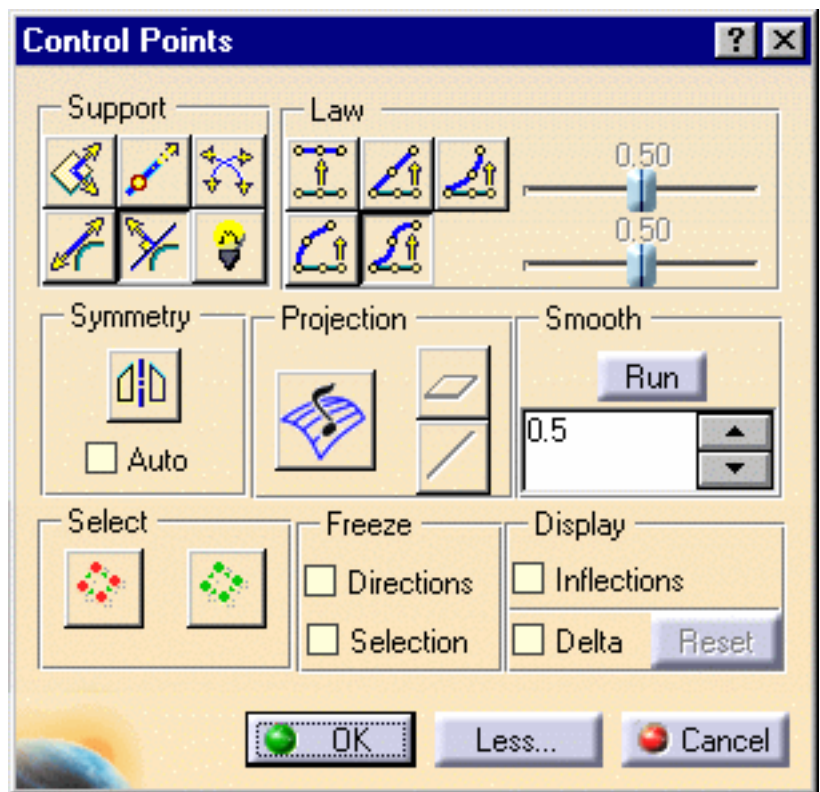 Control Points
Support
Law
0.50
0.50
Symmetry
Projection
Smooth
Run
0.5
Auto
Select
Freeze
Display
Directions
Inflections
Selection
Delta
Reset
OK
Less...
Cancel